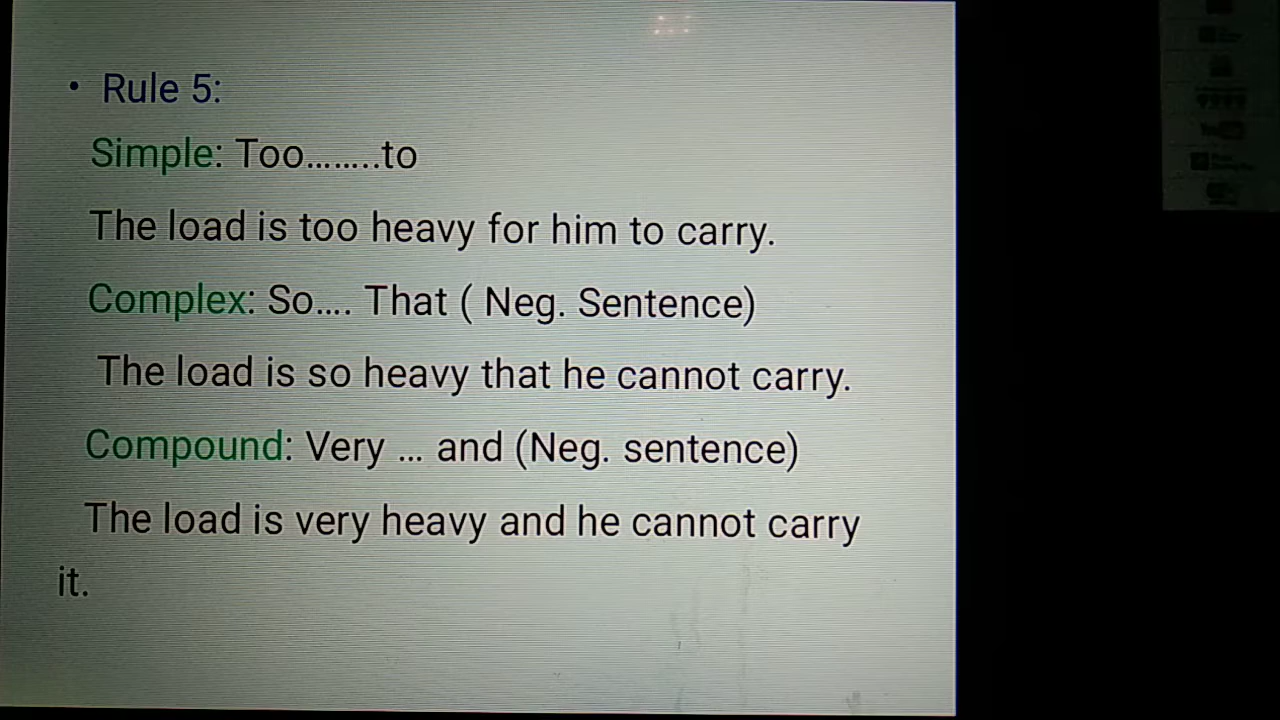 • Rule 5:
Simple: Too........to
The load is too heavy for him to carry.
Complex: So.... That ( Neg. Sentence)
The load is so heavy that he cannot carry.
Compound: Very ... and (Neg. sentence)
The load is very heavy and he cannot carry
it.